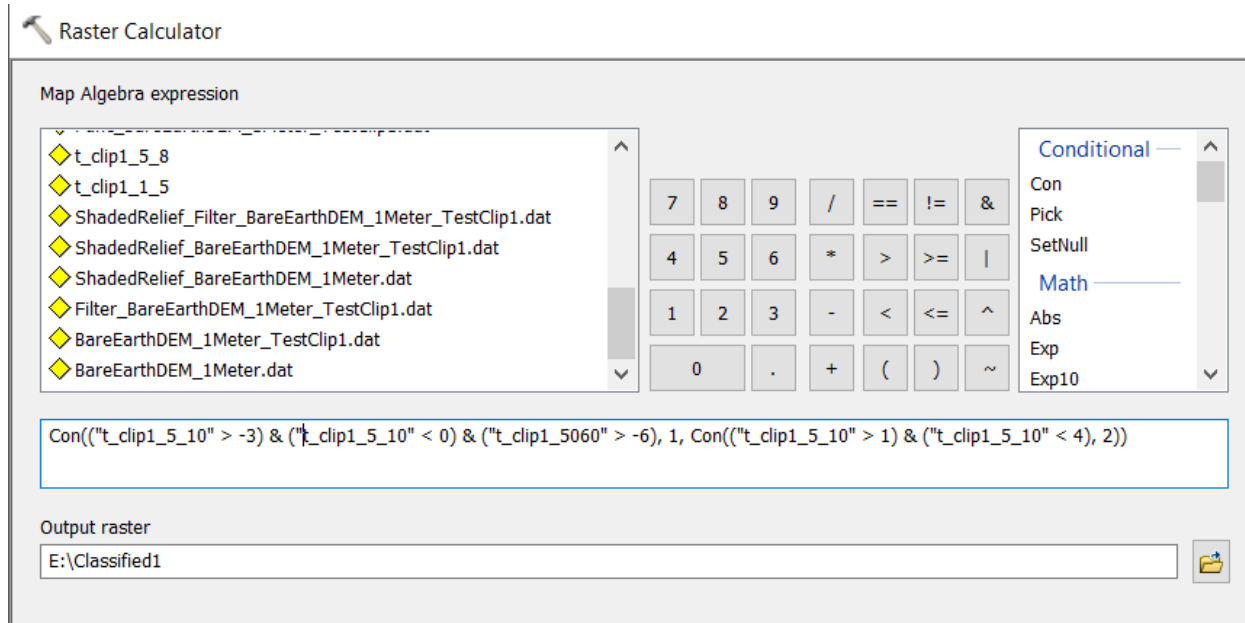 Raster Calculator
Map Algebra expression
t_clip1_5_8
t_clip1_1_5
ShadedRelief_Filter_BareEarthDEM_1Meter_TestClip1.dat
ShadedRelief_BareEarthDEM_1Meter_TestClip1.dat
ShadedRelief_BareEarthDEM_1Meter.dat
Filter_BareEarthDEM_1Meter_TestClip1.dat
BareEarthDEM_1Meter_TestClip1.dat
BareEarthDEM_1Meter.dat
7 8 9 / == != &
4 5 6 * > >= |
1 2 3 - < <= ^
0 . + ( ) ~
Conditional
Con
Pick
SetNull
Math
Abs
Exp
Exp10
Con(("t_clip1_5_10" > -3) & ("t_clip1_5_10" < 0) & ("t_clip1_5060" > -6), 1, Con(("t_clip1_5_10" > 1) & ("t_clip1_5_10" < 4), 2))
Output raster
E:\Classified1